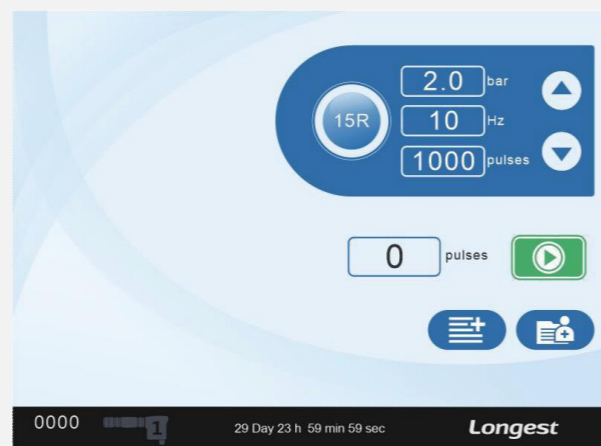 2.0 bar
15R
10 Hz
1000 pulses
0 pulses
0000 1 29 Day 23 h 59 min 59 sec Longest